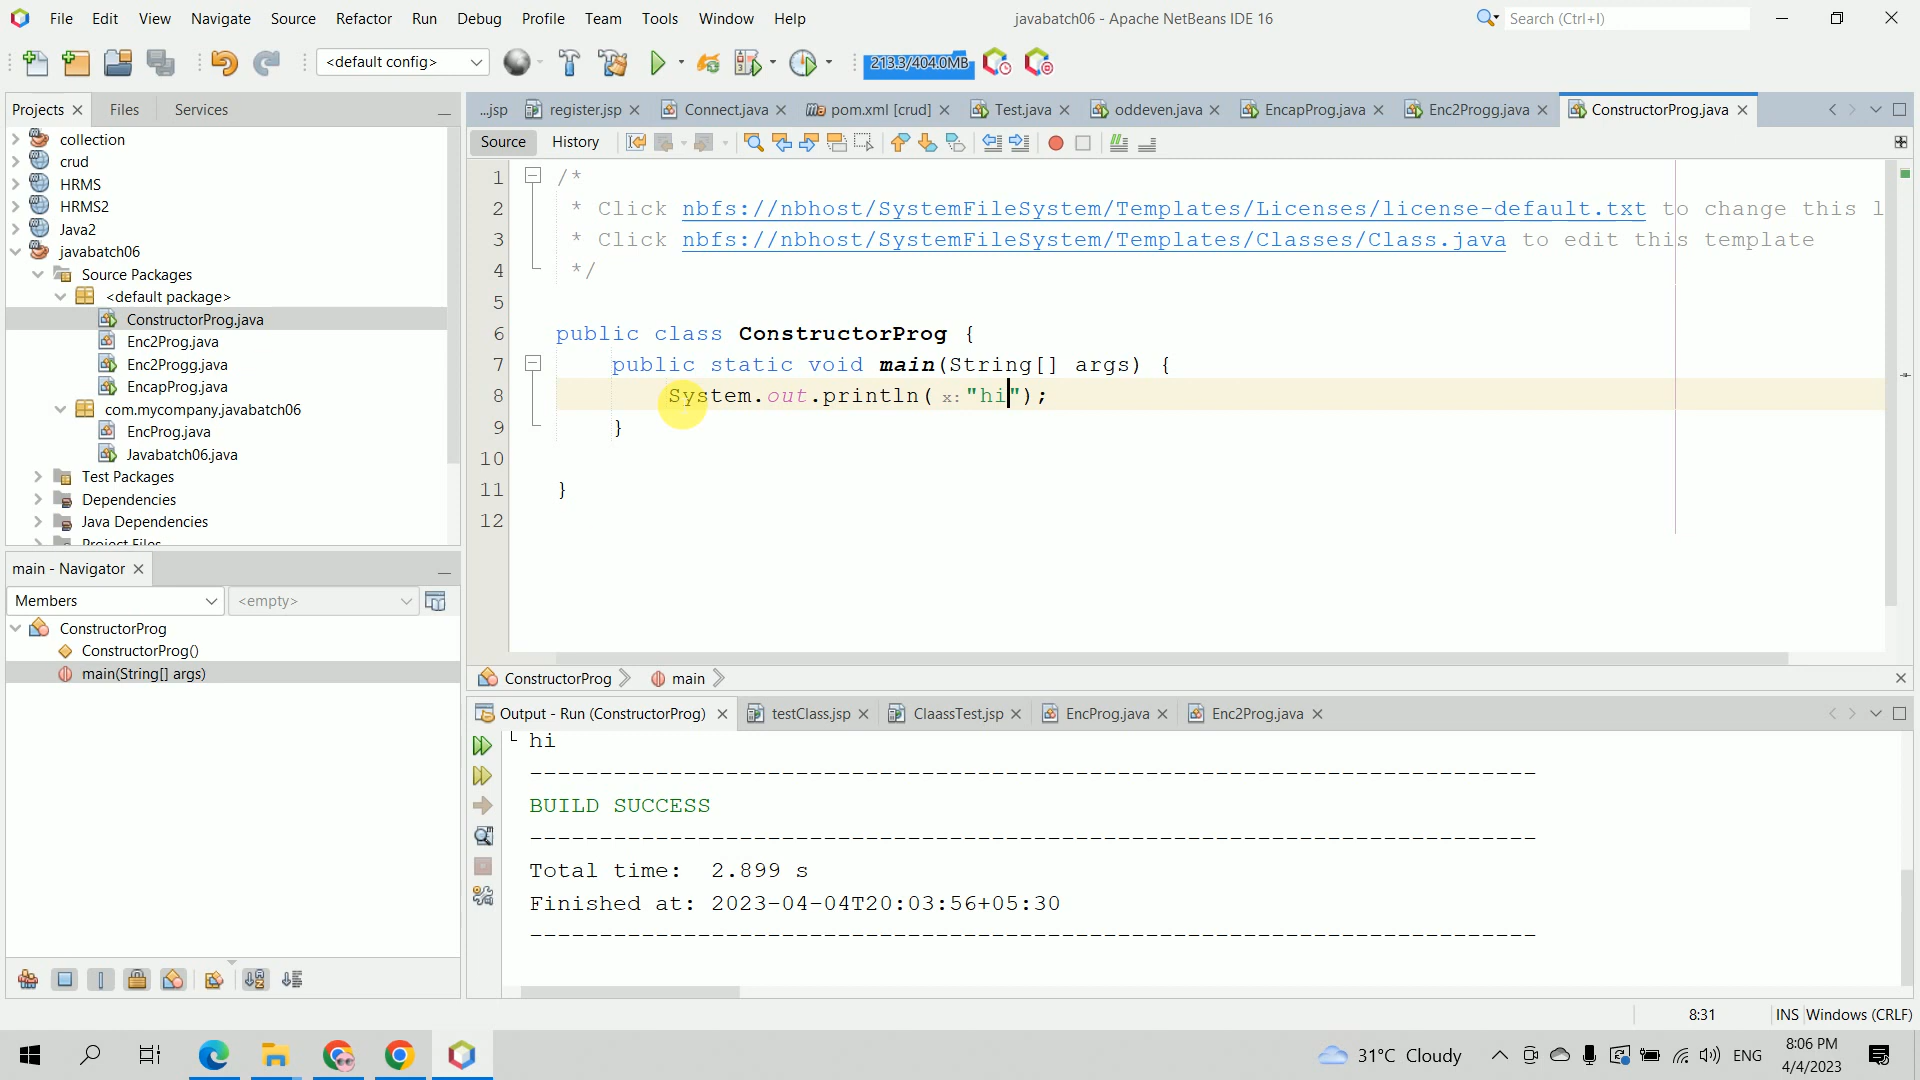 File Edit View Navigate Source Refactor Run Debug Profile Team Tools Window Help
javabatch06 - Apache NetBeans IDE 16
Search (Ctrl+I)
<default config>
213.3/404.0MB
Projects
Files
Services
collection
crud
HRMS
HRMS2
Java2
javabatch06
Source Packages
<default package>
ConstructorProg.java
Enc2Prog.java
Enc2Progg.java
EncapProg.java
com.mycompany.javabatch06
EncProg.java
Javabatch06.java
Test Packages
Dependencies
Java Dependencies
Project Files
main - Navigator
Members
<empty>
ConstructorProg
ConstructorProg()
main(String[] args)
...jsp
register.jsp
Connect.java
pom.xml [crud]
Test.java
oddeven.java
EncapProg.java
Enc2Progg.java
ConstructorProg.java
Source
History
1 /*
2 * Click nbfs://nbhost/SystemFileSystem/Templates/Licenses/license-default.txt to change this l
3 * Click nbfs://nbhost/SystemFileSystem/Templates/Classes/Class.java to edit this template
4 */
5
6 public class ConstructorProg {
7 public static void main(String[] args) {
8 System.out.println( x: "hi");
9 }
10
11 }
12
ConstructorProg
main
Output - Run (ConstructorProg)
testClass.jsp
ClaassTest.jsp
EncProg.java
Enc2Prog.java
hi
------------------------------------------------------------------------
BUILD SUCCESS
------------------------------------------------------------------------
Total time: 2.899 s
Finished at: 2023-04-04T20:03:56+05:30
------------------------------------------------------------------------
8:31
INS
Windows (CRLF)
31°C Cloudy
ENG
8:06 PM
4/4/2023